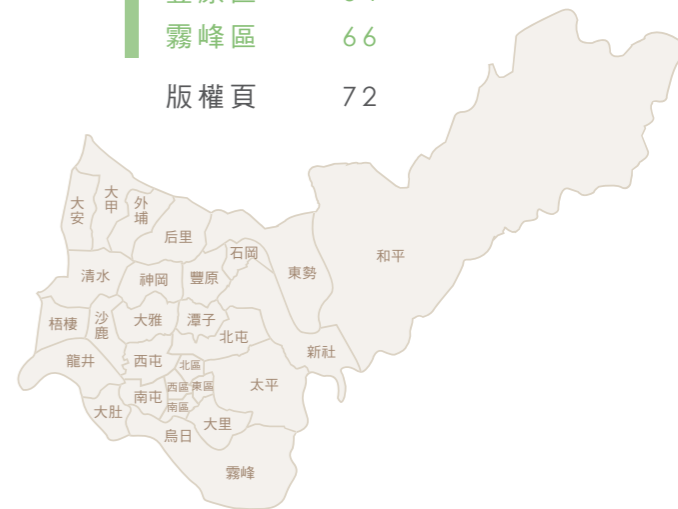 霧峰區 66
版權頁 72
大安
大甲
外埔
后里
石岡
和平
清水
神岡
豐原
東勢
梧棲
沙鹿
大雅
潭子
北屯
新社
龍井
西屯
北區
西區
東區
太平
南屯
南區
大肚
大里
烏日
霧峰